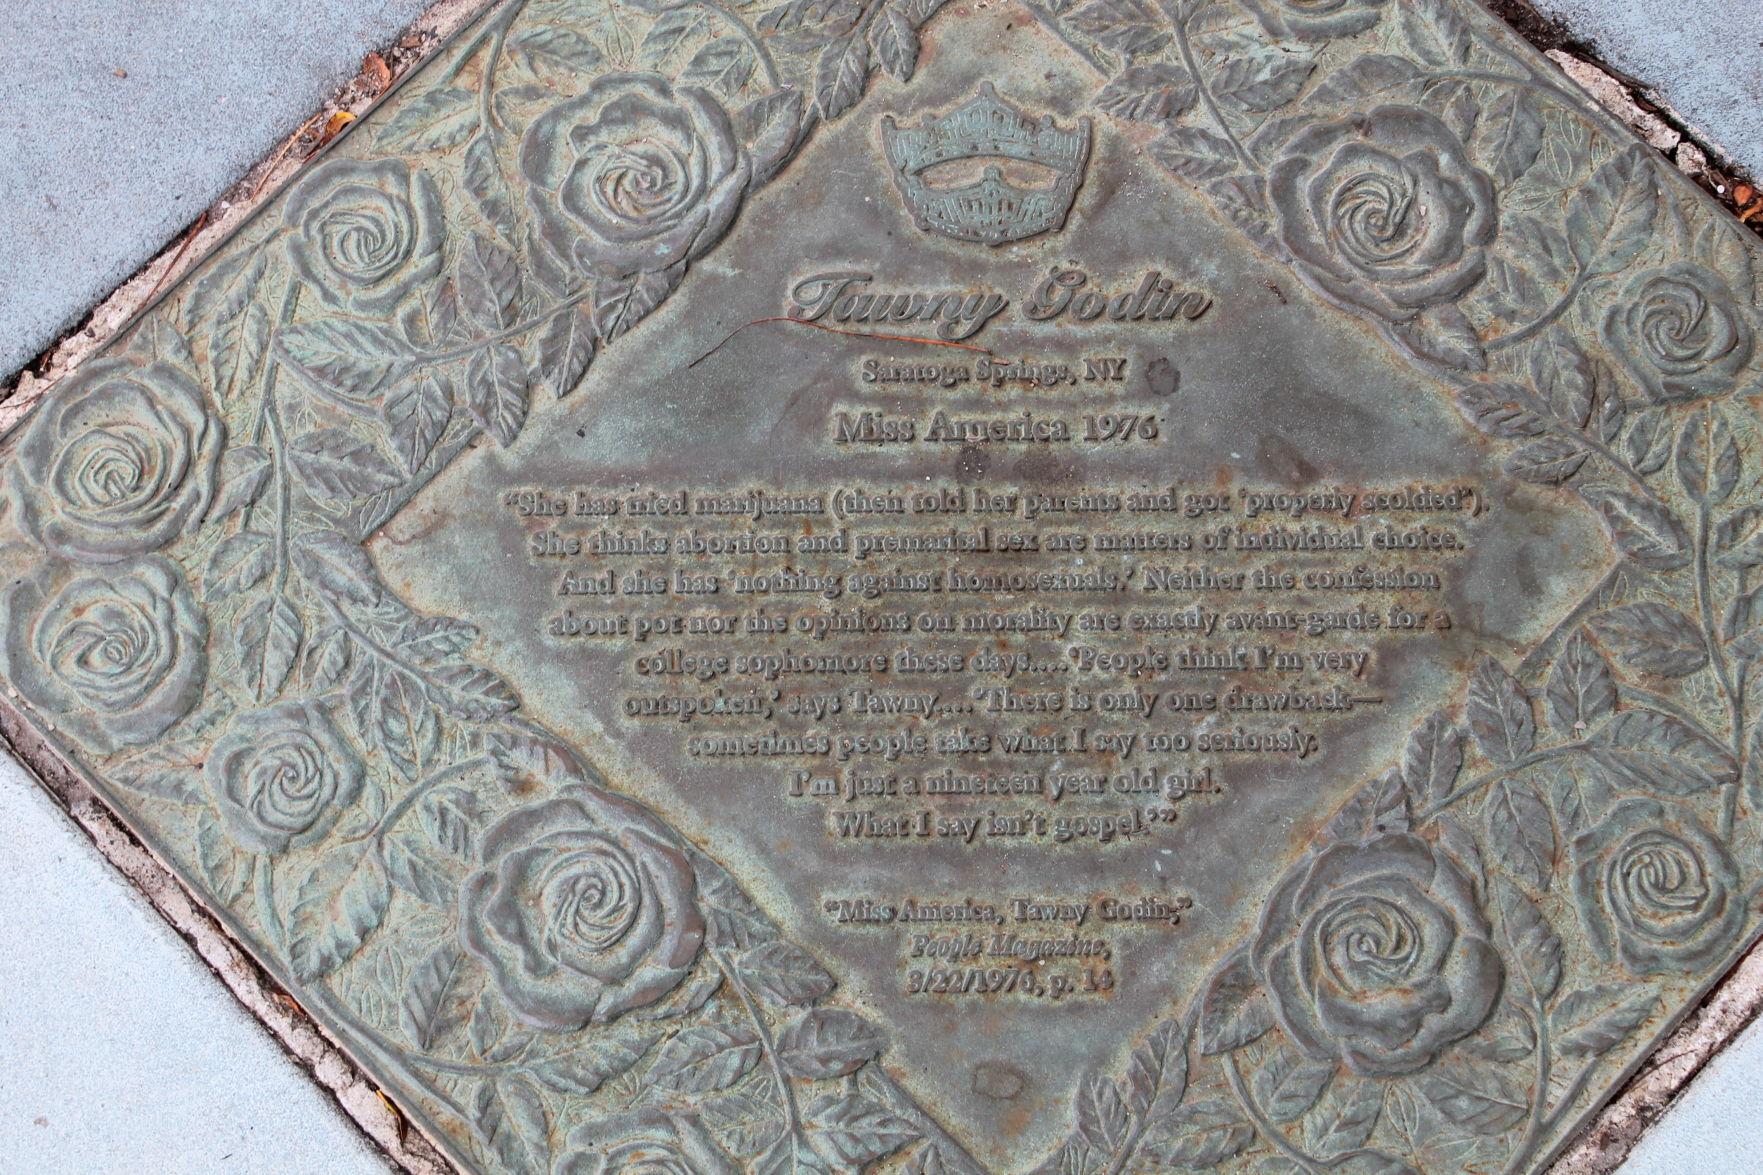 Tawny Godin
Saratoga Springs, NY
Miss America 1976
“She has tried marijuana (then told her parents and got ‘properly scolded’).
She thinks abortion and premarital sex are matters of individual choice.
And she has ‘nothing against homosexuals.’ Neither the confession
about pot nor the opinions on morality are exactly avant-garde for a
college sophomore these days.…‘People think I’m very
outspoken,’ says Tawny.…‘There is only one drawback—
sometimes people take what I say too seriously.
I’m just a nineteen year old girl.
What I say isn’t gospel.’”
“Miss America, Tawny Godin,”
People Magazine,
3/22/1976, p. 14